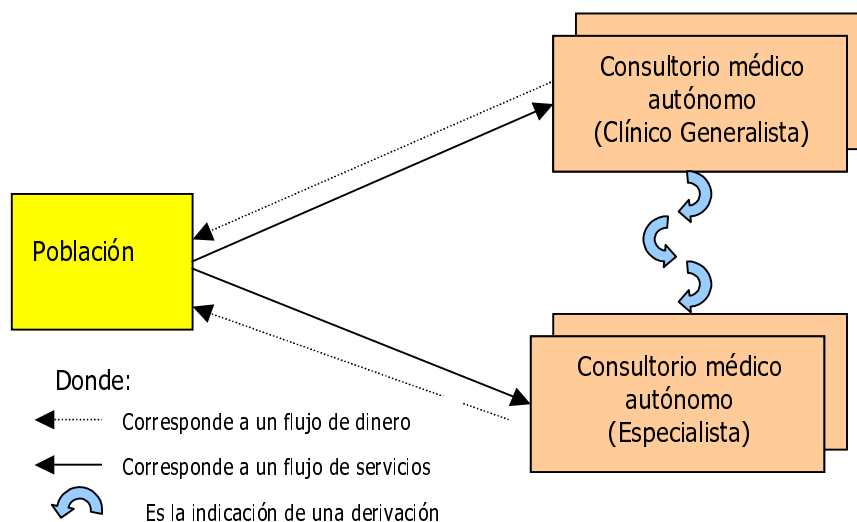 Consultorio médico
autónomo
(Clínico Generalista)
Población
Consultorio médico
autónomo
(Especialista)
Donde:
Corresponde a un flujo de dinero
Corresponde a un flujo de servicios
Es la indicación de una derivación